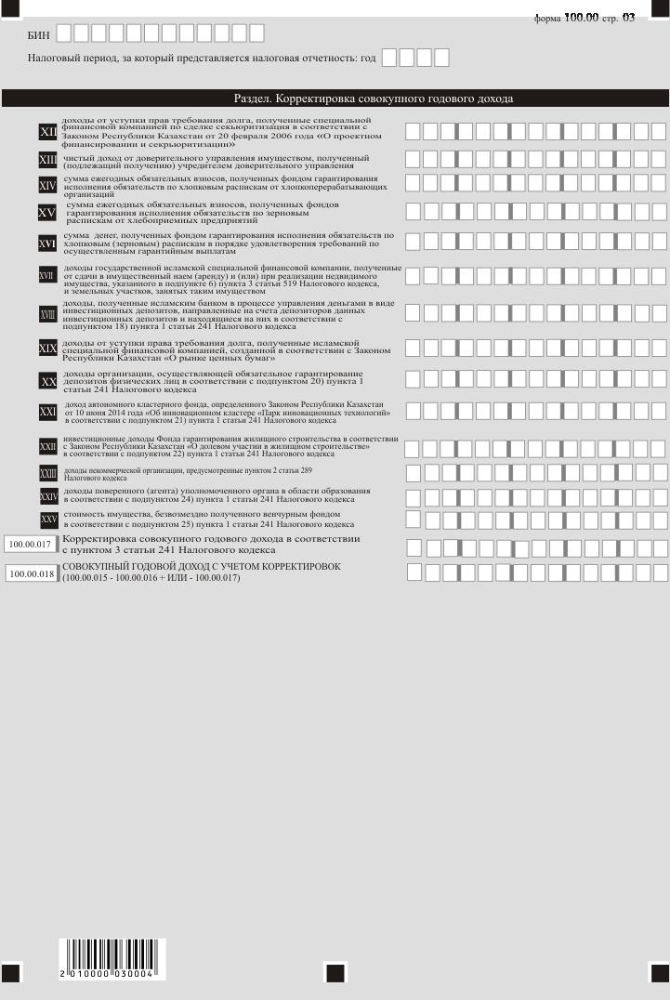 форма 100.00 стр. 03
БИН
Налоговый период, за который представляется налоговая отчетность: год
Раздел. Корректировка совокупного годового дохода
XII доходы от уступки прав требования долга, полученные специальной
финансовой компанией по сделке секьюритизация в соответствии с
Законом Республики Казахстан от 20 февраля 2006 года «О проектном
финансировании и секрьюритизации»
XIII чистый доход от доверительного управления имуществом, полученный
(подлежащий получению) учредителем доверительного управления
XIV сумма ежегодных обязательных взносов, полученных фондом гарантирования
исполнения обязательств по хлопковым распискам от хлопкоперерабатывающих
организаций
XV сумма ежегодных обязательных взносов, полученных фондов
гарантирования исполнения обязательств по зерновым
распискам от хлебоприемных предприятий
XVI сумма денег, полученных фондом гарантирования исполнения обязательств по
хлопковым (зерновым) распискам в порядке удовлетворения требований по
осуществленным гарантийным выплатам
XVII доходы государственной исламской специальной финансовой компании, полученные
от сдачи в имущественный наем (аренду) и (или) при реализации недвидимого
имущества, указанного в подпункте 6) пункта 3 статьи 519 Налогового кодекса,
и земельных участков, занятых таким имуществом
XVIII доходы, полученные исламским банком в процессе управления деньгами в виде
инвестиционных депозитов, направленные на счета депозиторов данных
инвестиционных депозитов и находящиеся на них в соответствии с
подпунктом 18) пункта 1 статьи 241 Налогового кодекса
XIX доходы от уступки права требования долга, полученные исламской
специальной финансовой компанией, созданной в соответствии с Законом
Республики Казахстан «О рынке ценных бумаг»
XX доходы организации, осуществляющей обязательное гарантирование
депозитов физических лиц в соответствии с подпунктом 20) пункта 1
статьи 241 Налогового кодекса
XXI доход автономного кластерного фонда, определенного Законом Республики Казахстан
от 10 июня 2014 года «Об инновационном кластере «Парк инновационных технологий»
в соответствии с подпунктом 21) пункта 1 статьи 241 Налогового кодекса
XXII инвестиционные доходы Фонда гарантирования жилищного строительства в соответствии
с Законом Республики Казахстан «О долевом участии в жилищном строительстве»
в соответствии с подпунктом 22) пункта 1 статьи 241 Налогового кодекса
XXIII доходы некоммерческой организации, предусмотренные пунктом 2 статьи 289
Налогового кодекса
XXIV доходы поверенного (агента) уполномоченного органа в области образования
в соответствии с подпунктом 24) пункта 1 статьи 241 Налогового кодекса
XXV стоимость имущества, безвозмездно полученного венчурным фондом
в соответствии с подпунктом 25) пункта 1 статьи 241 Налогового кодекса
100.00.017 Корректировка совокупного годового дохода в соответствии
с пунктом 3 статьи 241 Налогового кодекса
100.00.018 СОВОКУПНЫЙ ГОДОВОЙ ДОХОД С УЧЕТОМ КОРРЕКТИРОВОК
(100.00.015 - 100.00.016 + ИЛИ - 100.00.017)
2 010000 030004